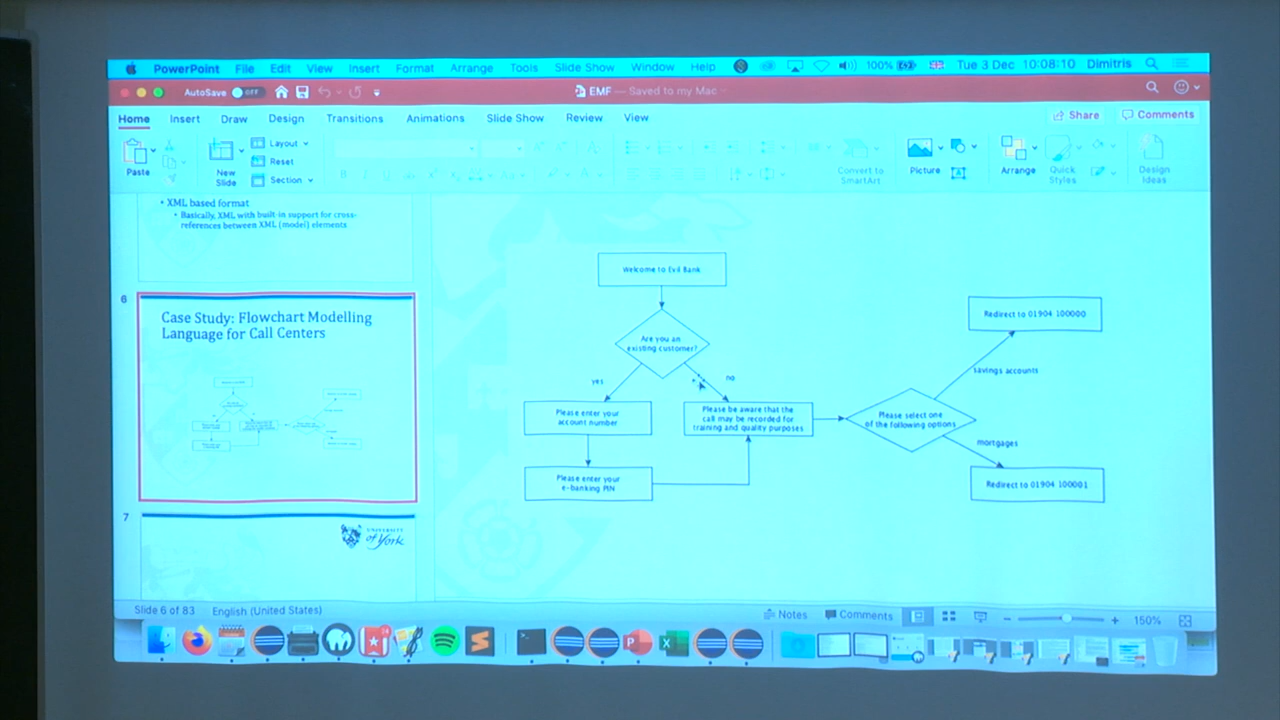 PowerPoint File Edit View Insert Format Arrange Tools Slide Show Window Help 100% Tue 3 Dec 10:08:10 Dimitris
AutoSave OFF EMF — Saved to my Mac
Home Insert Draw Design Transitions Animations Slide Show Review View Share Comments
Paste
New
Slide
Layout
Reset
Section
Convert to
SmartArt
Picture
Arrange
Quick
Styles
Design
Ideas
• XML based format
• Basically, XML with built-in support for cross-
references between XML (model) elements
6
Case Study: Flowchart Modelling
Language for Call Centers
7
UNIVERSITY
of York
Welcome to Evil Bank
Are you an
existing customer?
yes
no
Please enter your
account number
Please be aware that the
call may be recorded for
training and quality purposes
Please enter your
e-banking PIN
Please select one
of the following options
savings accounts
Redirect to 01904 100000
mortgages
Redirect to 01904 100001
Slide 6 of 83 English (United States) Notes Comments 150%